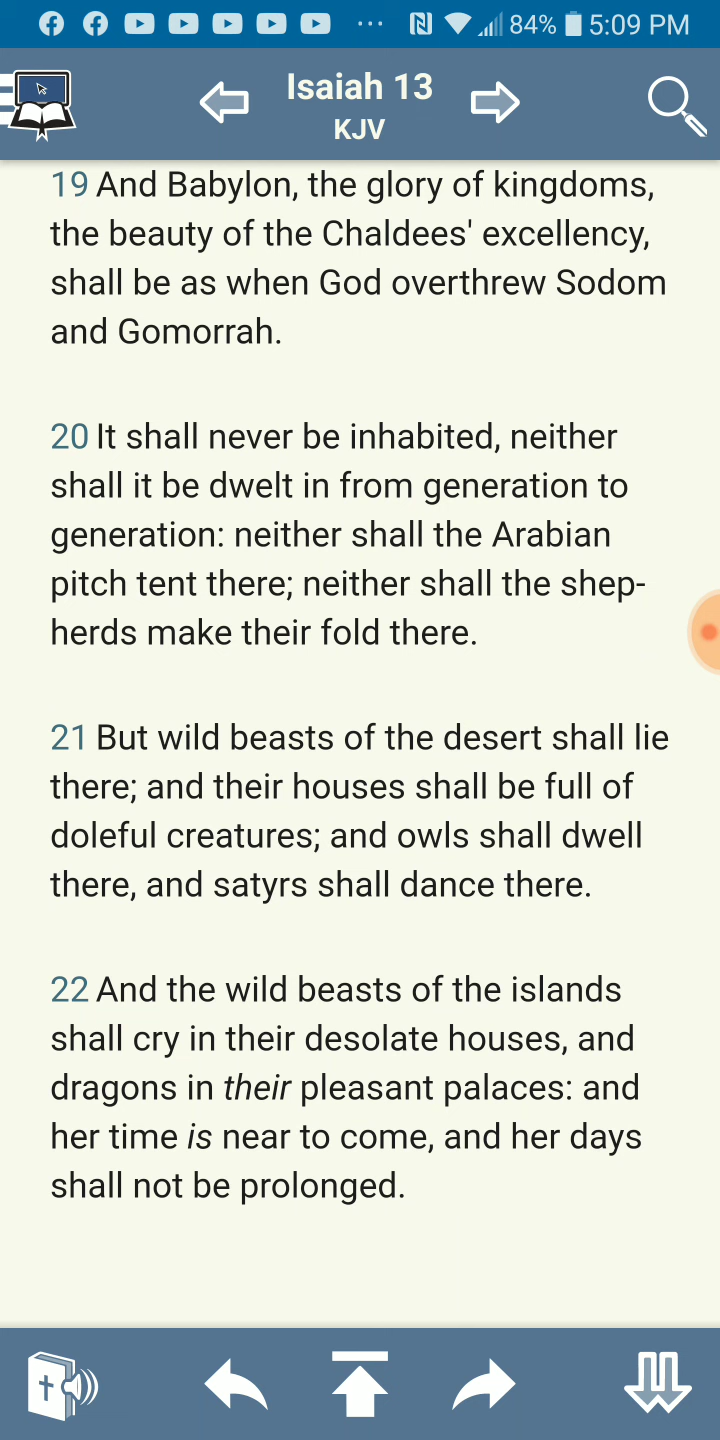 84% 5:09 PM
Isaiah 13
KJV
19 And Babylon, the glory of kingdoms,
the beauty of the Chaldees' excellency,
shall be as when God overthrew Sodom
and Gomorrah.
20 It shall never be inhabited, neither
shall it be dwelt in from generation to
generation: neither shall the Arabian
pitch tent there; neither shall the shep-
herds make their fold there.
21 But wild beasts of the desert shall lie
there; and their houses shall be full of
doleful creatures; and owls shall dwell
there, and satyrs shall dance there.
22 And the wild beasts of the islands
shall cry in their desolate houses, and
dragons in their pleasant palaces: and
her time is near to come, and her days
shall not be prolonged.